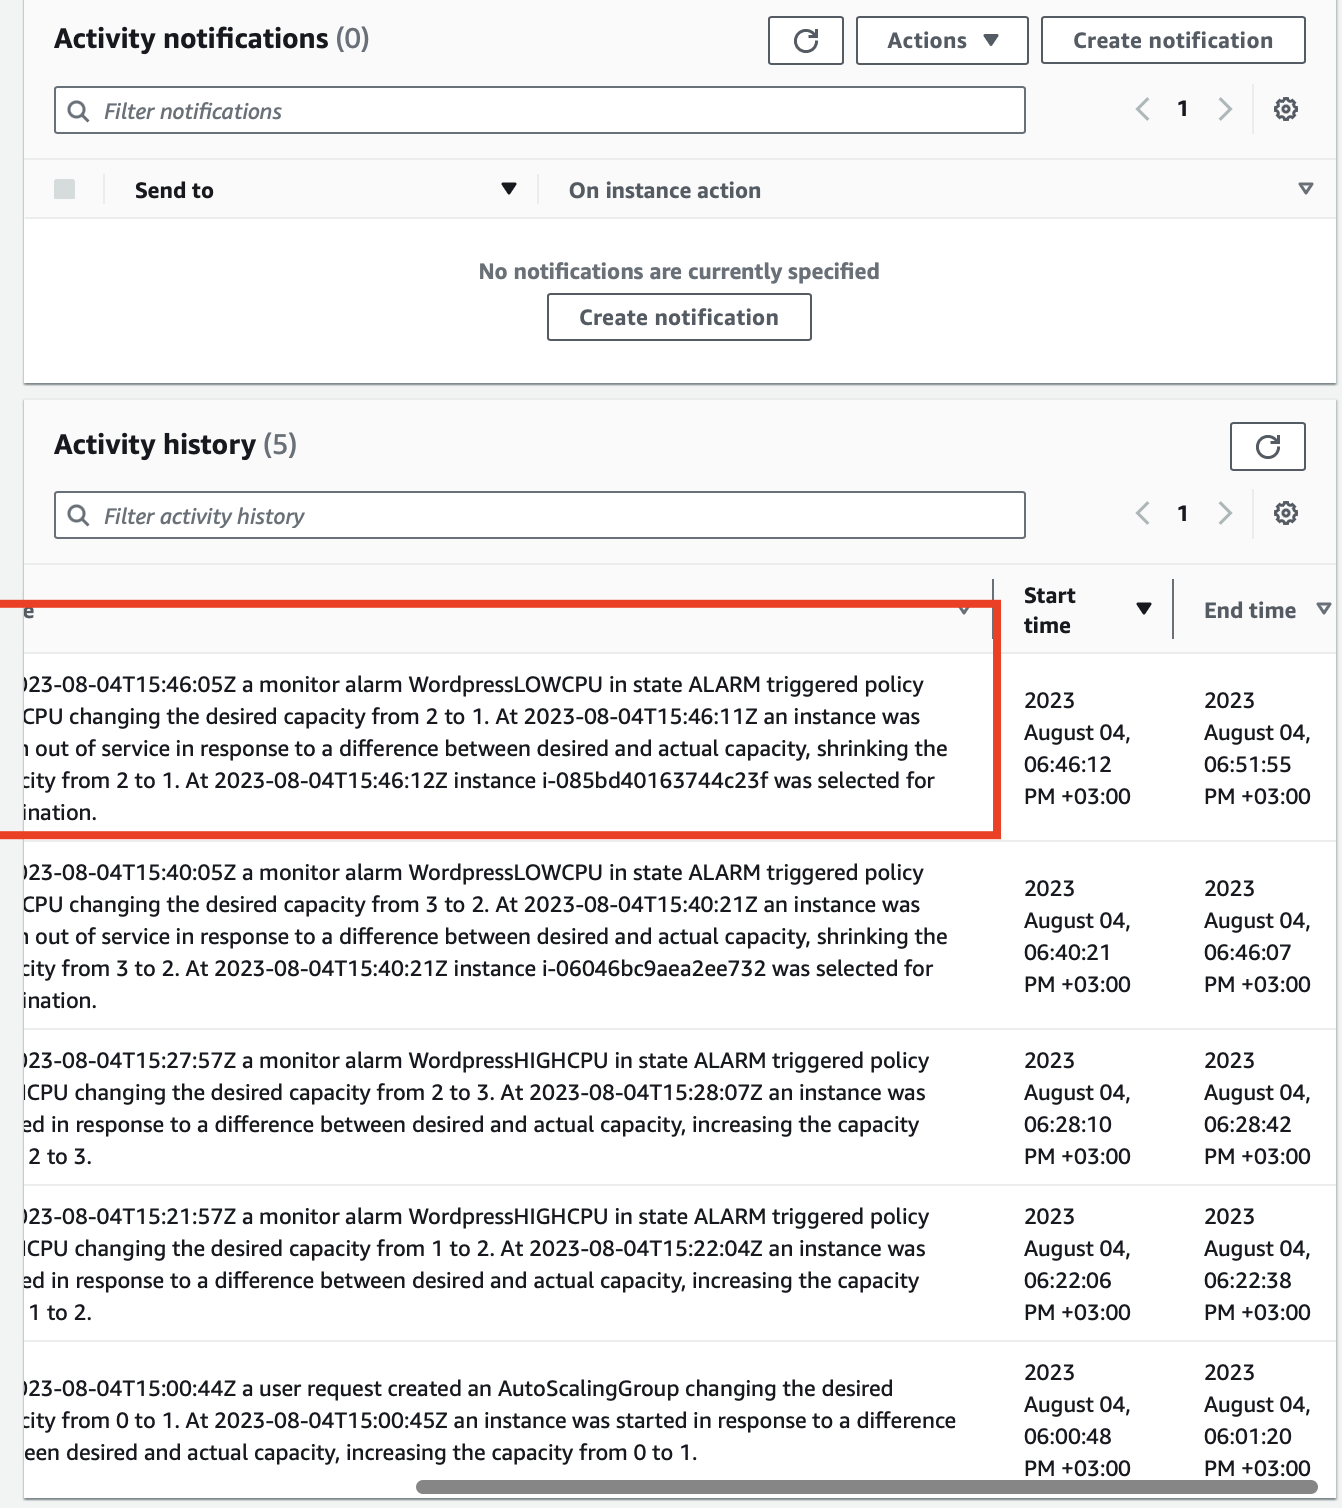 Activity notifications (0)
Actions
Create notification
Filter notifications
1
Send to
On instance action
No notifications are currently specified
Create notification
Activity history (5)
Filter activity history
1
e
Start
time
End time
023-08-04T15:46:05Z a monitor alarm WordpressLOWCPU in state ALARM triggered policy
CPU changing the desired capacity from 2 to 1. At 2023-08-04T15:46:11Z an instance was
n out of service in response to a difference between desired and actual capacity, shrinking the
city from 2 to 1. At 2023-08-04T15:46:12Z instance i-085bd40163744c23f was selected for
ination.
2023
August 04,
06:46:12
PM +03:00
2023
August 04,
06:51:55
PM +03:00
023-08-04T15:40:05Z a monitor alarm WordpressLOWCPU in state ALARM triggered policy
CPU changing the desired capacity from 3 to 2. At 2023-08-04T15:40:21Z an instance was
n out of service in response to a difference between desired and actual capacity, shrinking the
city from 3 to 2. At 2023-08-04T15:40:21Z instance i-06046bc9aea2ee732 was selected for
ination.
2023
August 04,
06:40:21
PM +03:00
2023
August 04,
06:46:07
PM +03:00
023-08-04T15:27:57Z a monitor alarm WordpressHIGHCPU in state ALARM triggered policy
CPU changing the desired capacity from 2 to 3. At 2023-08-04T15:28:07Z an instance was
ed in response to a difference between desired and actual capacity, increasing the capacity
2 to 3.
2023
August 04,
06:28:10
PM +03:00
2023
August 04,
06:28:42
PM +03:00
023-08-04T15:21:57Z a monitor alarm WordpressHIGHCPU in state ALARM triggered policy
CPU changing the desired capacity from 1 to 2. At 2023-08-04T15:22:04Z an instance was
ed in response to a difference between desired and actual capacity, increasing the capacity
1 to 2.
2023
August 04,
06:22:06
PM +03:00
2023
August 04,
06:22:38
PM +03:00
023-08-04T15:00:44Z a user request created an AutoScalingGroup changing the desired
city from 0 to 1. At 2023-08-04T15:00:45Z an instance was started in response to a difference
een desired and actual capacity, increasing the capacity from 0 to 1.
2023
August 04,
06:00:48
PM +03:00
2023
August 04,
06:01:20
PM +03:00